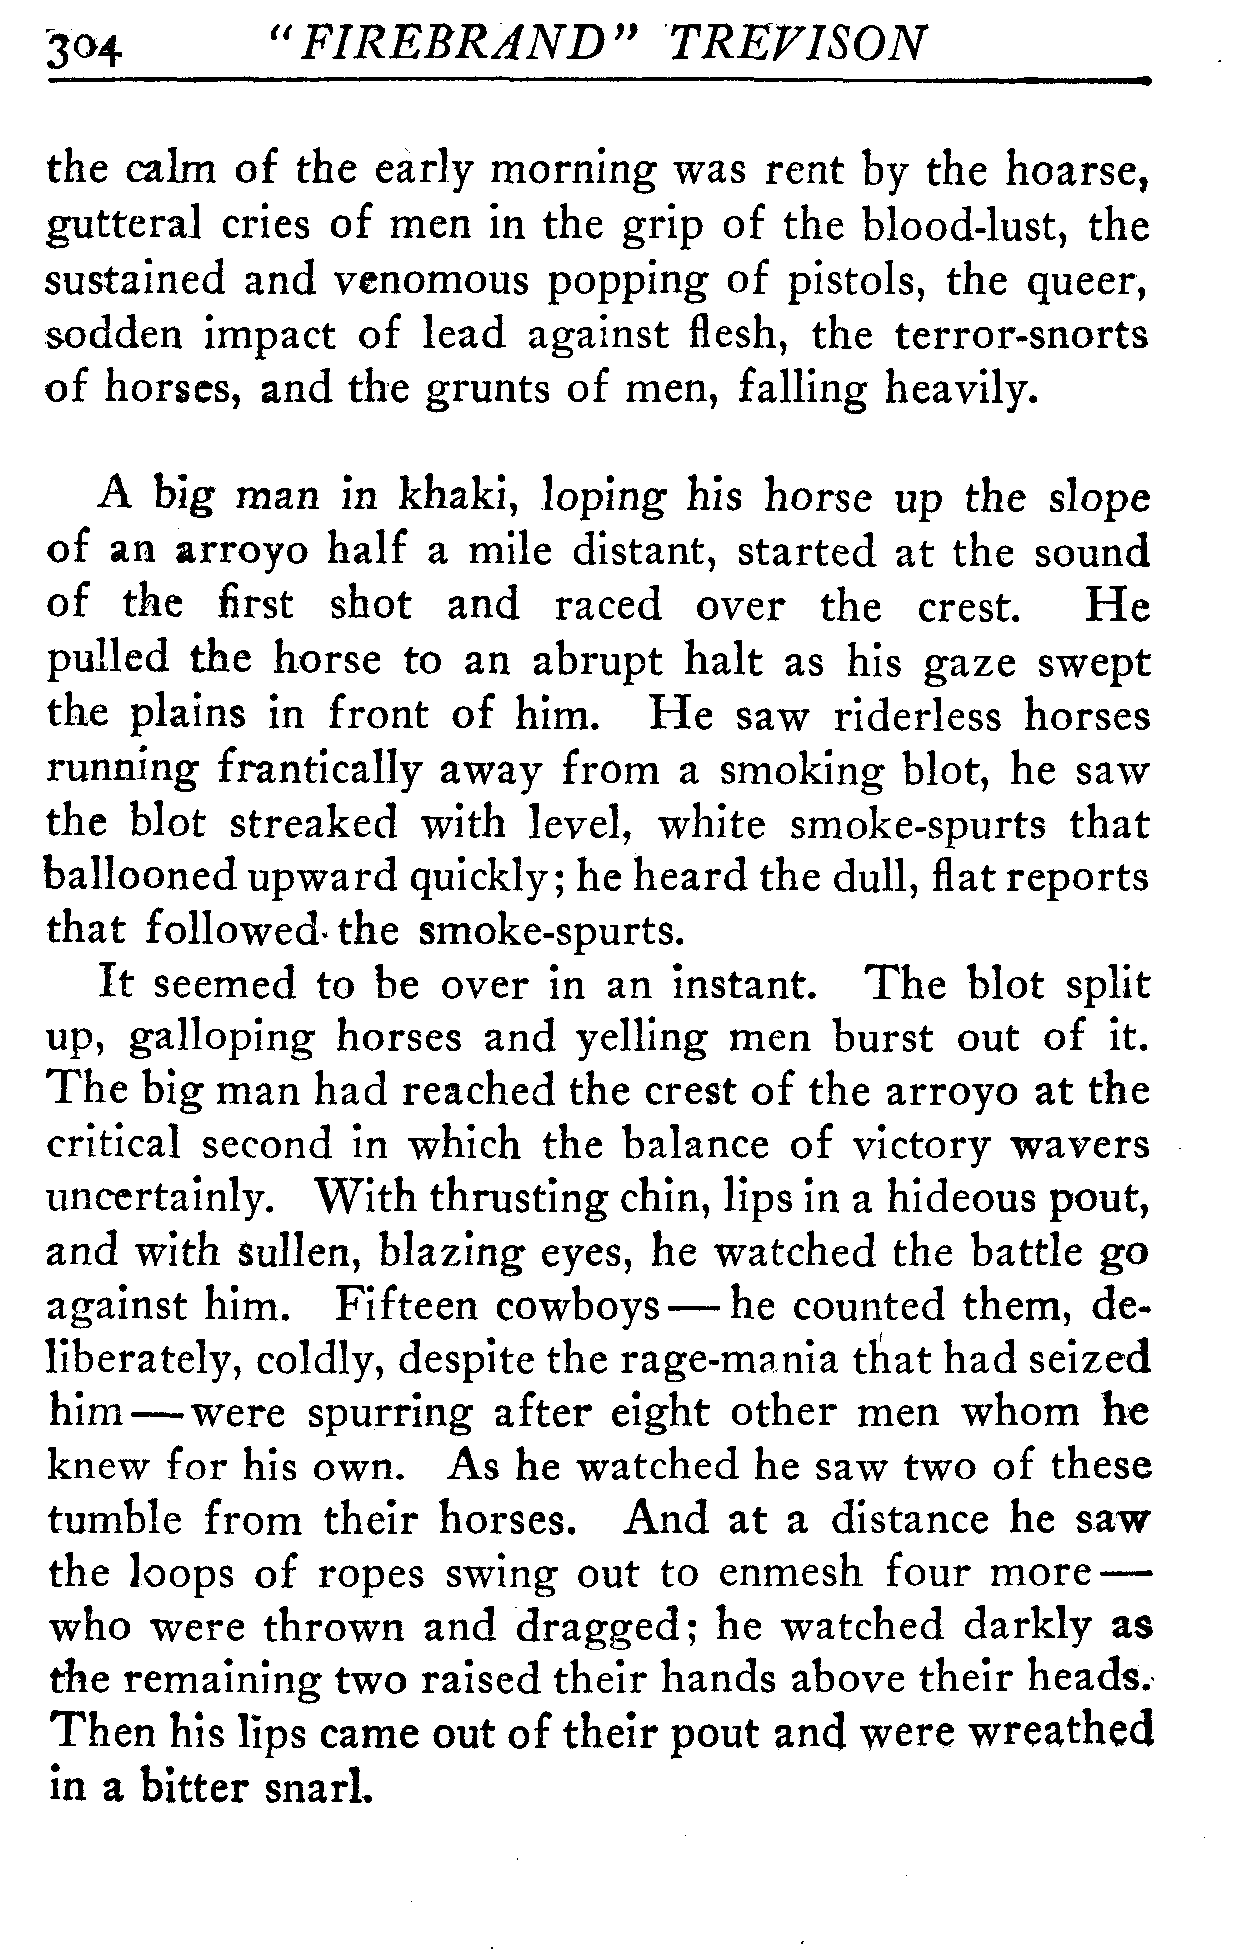 304 "FIREBRAND" TREVISON
the calm of the early morning was rent by the hoarse,
gutteral cries of men in the grip of the blood-lust, the
sustained and venomous popping of pistols, the queer,
sodden impact of lead against flesh, the terror-snorts
of horses, and the grunts of men, falling heavily.
A big man in khaki, loping his horse up the slope
of an arroyo half a mile distant, started at the sound
of the first shot and raced over the crest. He
pulled the horse to an abrupt halt as his gaze swept
the plains in front of him. He saw riderless horses
running frantically away from a smoking blot, he saw
the blot streaked with level, white smoke-spurts that
ballooned upward quickly; he heard the dull, flat reports
that followed the smoke-spurts.
It seemed to be over in an instant. The blot split
up, galloping horses and yelling men burst out of it.
The big man had reached the crest of the arroyo at the
critical second in which the balance of victory wavers
uncertainly. With thrusting chin, lips in a hideous pout,
and with sullen, blazing eyes, he watched the battle go
against him. Fifteen cowboys—he counted them, de-
liberately, coldly, despite the rage-mania that had seized
him—were spurring after eight other men whom he
knew for his own. As he watched he saw two of these
tumble from their horses. And at a distance he saw
the loops of ropes swing out to enmesh four more—
who were thrown and dragged; he watched darkly as
the remaining two raised their hands above their heads.
Then his lips came out of their pout and were wreathed
in a bitter snarl.